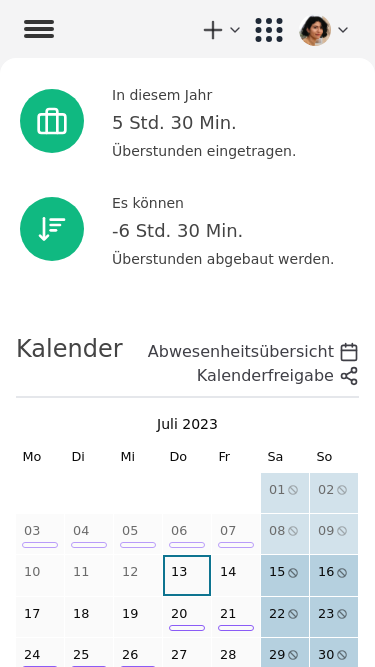 In diesem Jahr
5 Std. 30 Min.
Überstunden eingetragen.
Es können
-6 Std. 30 Min.
Überstunden abgebaut werden.
Kalender
Abwesenheitsübersicht
Kalenderfreigabe
Juli 2023
Mo Di Mi Do Fr Sa So
01 02
03 04 05 06 07 08 09
10 11 12 13 14 15 16
17 18 19 20 21 22 23
24 25 26 27 28 29 30